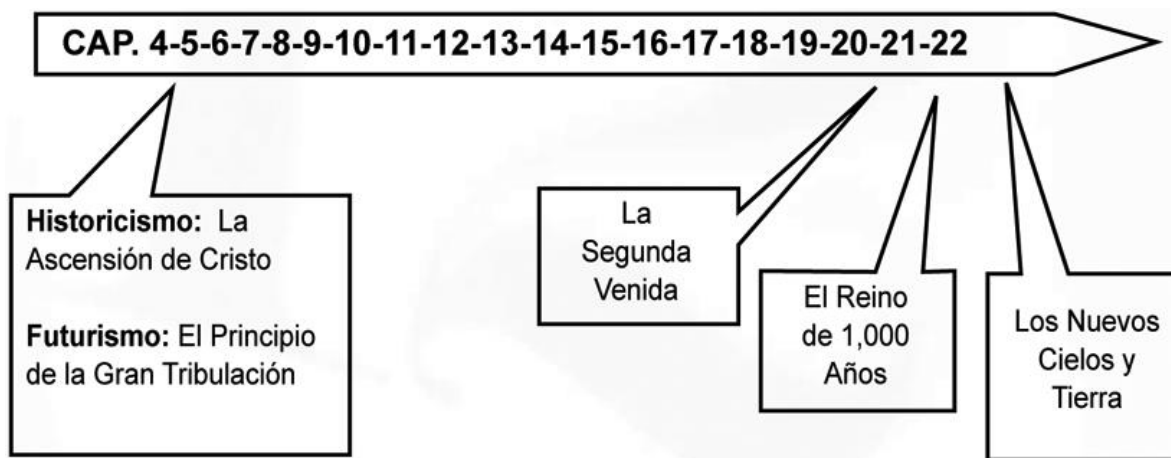 CAP. 4-5-6-7-8-9-10-11-12-13-14-15-16-17-18-19-20-21-22
Historicismo: La
Ascensión de Cristo
Futurismo: El Principio
de la Gran Tribulación
La
Segunda
Venida
El Reino
de 1,000
Años
Los Nuevos
Cielos y
Tierra